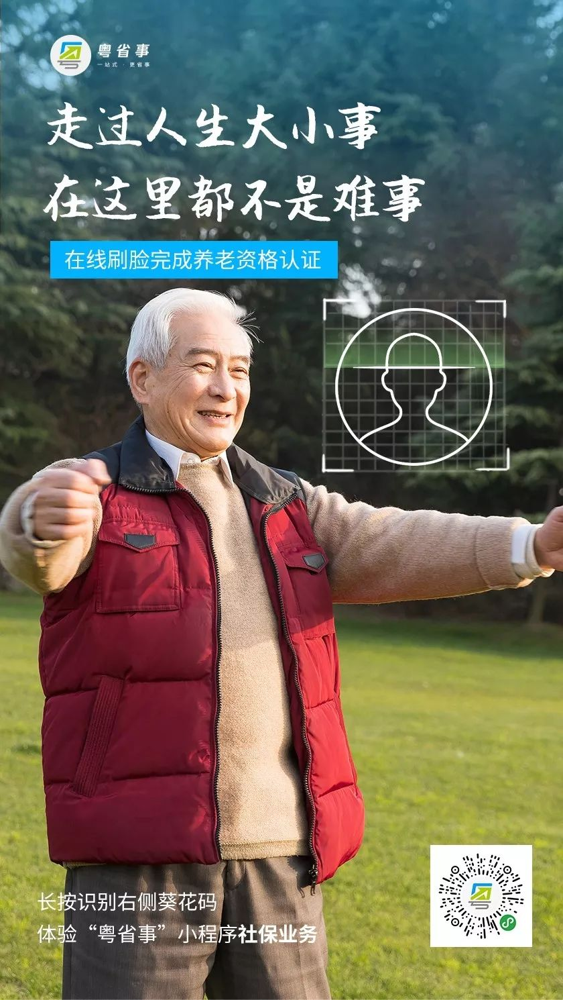 粤省事
一站式 · 更省事
走过人生大小事
在这里都不是难事
在线刷脸完成养老资格认证
长按识别右侧葵花码
体验“粤省事”小程序社保业务